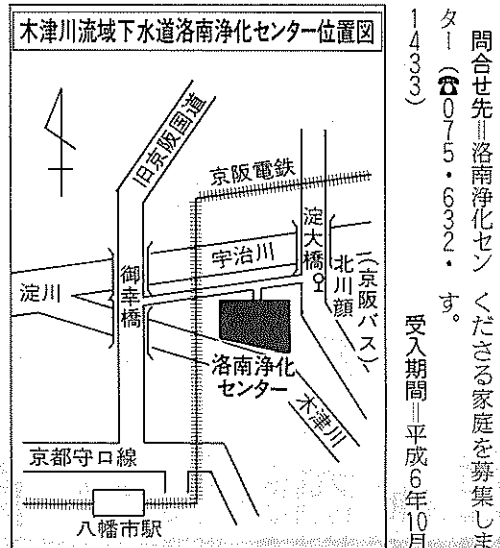 木津川流域下水道洛南浄化センター位置図
旧京阪国道
京阪電鉄
淀大橋
宇治川
北川顔
(京阪バス)
淀川
御幸橋
洛南浄化
センター
木津川
京都守口線
八幡市駅
問合せ先=洛南浄化セン
ター(☎075・632・
1433)
くださる家庭を募集しま
す。
受入期間=平成6年10月